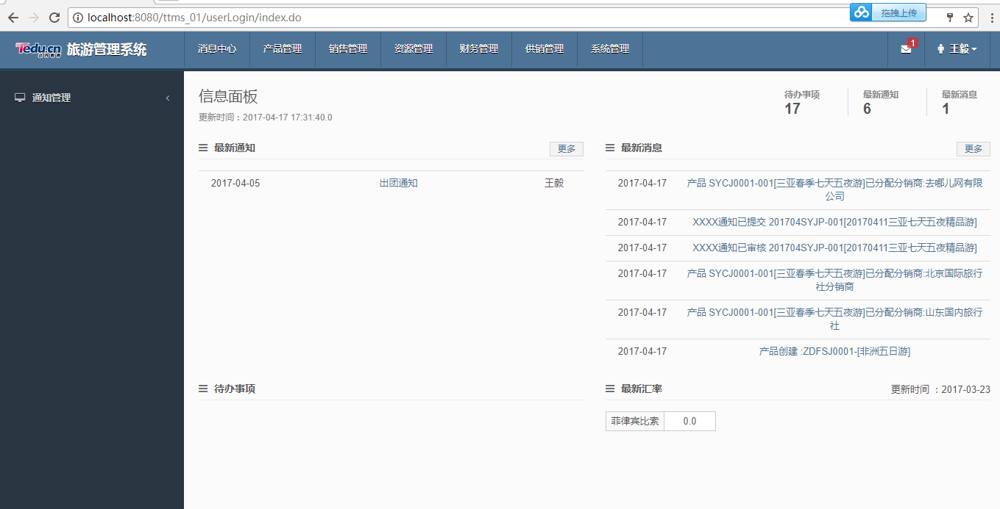 localhost:8080/ttms_01/userLogin/index.do
拖拽上传
Tedu.cn 达内教育 旅游管理系统
消息中心 产品管理 销售管理 资源管理 财务管理 供销管理 系统管理 1 王毅
通知管理
信息面板
更新时间：2017-04-17 17:31:40.0
待办事项 最新通知 最新消息
17 6 1
最新通知 更多
2017-04-05 出团通知 王毅
最新消息 更多
2017-04-17 产品 SYCJ0001-001[三亚春季七天五夜游]已分配分销商:去哪儿网有限
公司
2017-04-17 XXXX通知已提交 201704SYJP-001[20170411三亚七天五夜精品游]
2017-04-17 XXXX通知已审核 201704SYJP-001[20170411三亚七天五夜精品游]
2017-04-17 产品 SYCJ0001-001[三亚春季七天五夜游]已分配分销商:北京国际旅行
社分销商
2017-04-17 产品 SYCJ0001-001[三亚春季七天五夜游]已分配分销商:山东国内旅行
社
2017-04-17 产品创建 :ZDFSJ0001-[非洲五日游]
待办事项
最新汇率 更新时间 ：2017-03-23
菲律宾比索 0.0